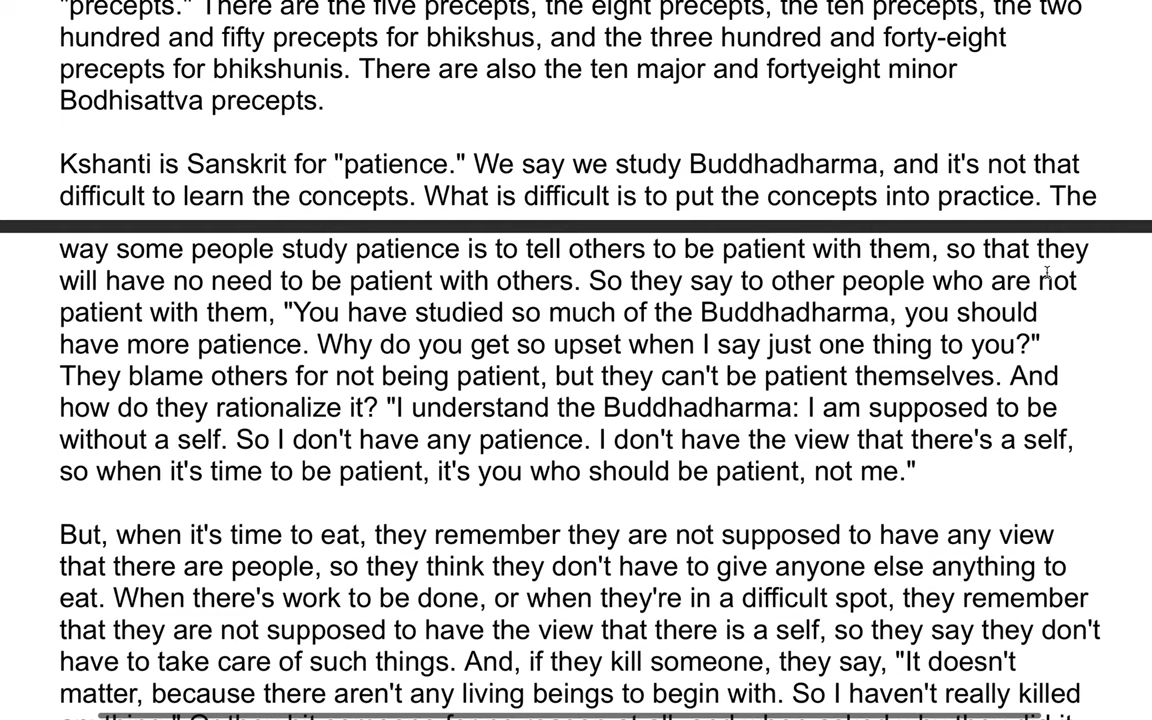 "precepts." There are the five precepts, the eight precepts, the ten precepts, the two
hundred and fifty precepts for bhikshus, and the three hundred and forty-eight
precepts for bhikshunis. There are also the ten major and fortyeight minor
Bodhisattva precepts.
Kshanti is Sanskrit for "patience." We say we study Buddhadharma, and it's not that
difficult to learn the concepts. What is difficult is to put the concepts into practice. The
way some people study patience is to tell others to be patient with them, so that they
will have no need to be patient with others. So they say to other people who are not
patient with them, "You have studied so much of the Buddhadharma, you should
have more patience. Why do you get so upset when I say just one thing to you?"
They blame others for not being patient, but they can't be patient themselves. And
how do they rationalize it? "I understand the Buddhadharma: I am supposed to be
without a self. So I don't have any patience. I don't have the view that there's a self,
so when it's time to be patient, it's you who should be patient, not me."
But, when it's time to eat, they remember they are not supposed to have any view
that there are people, so they think they don't have to give anyone else anything to
eat. When there's work to be done, or when they're in a difficult spot, they remember
that they are not supposed to have the view that there is a self, so they say they don't
have to take care of such things. And, if they kill someone, they say, "It doesn't
matter, because there aren't any living beings to begin with. So I haven't really killed